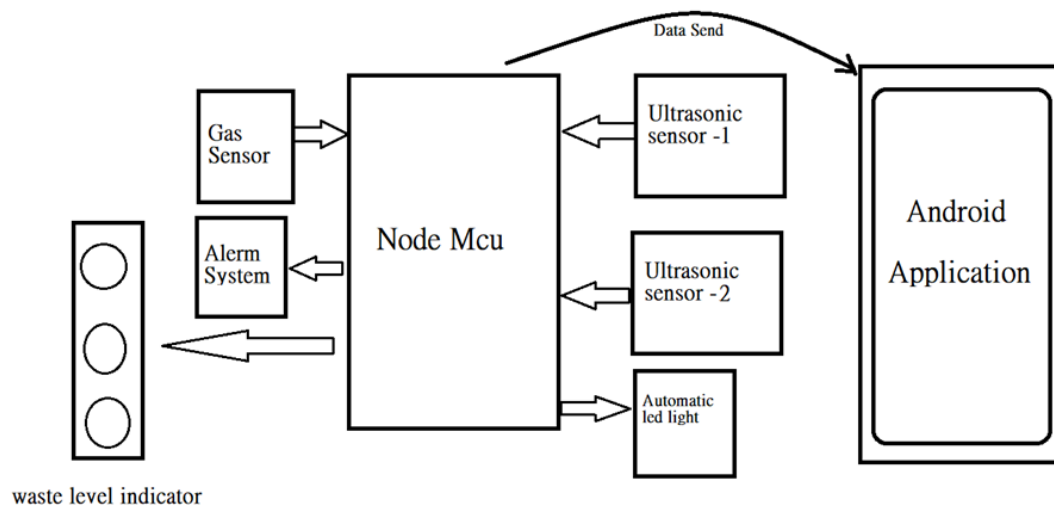 Data Send
Gas
Sensor
Ultrasonic
sensor -1
Node Mcu
Alerm
System
Ultrasonic
sensor -2
Android
Application
Automatic
lcd light
waste level indicator